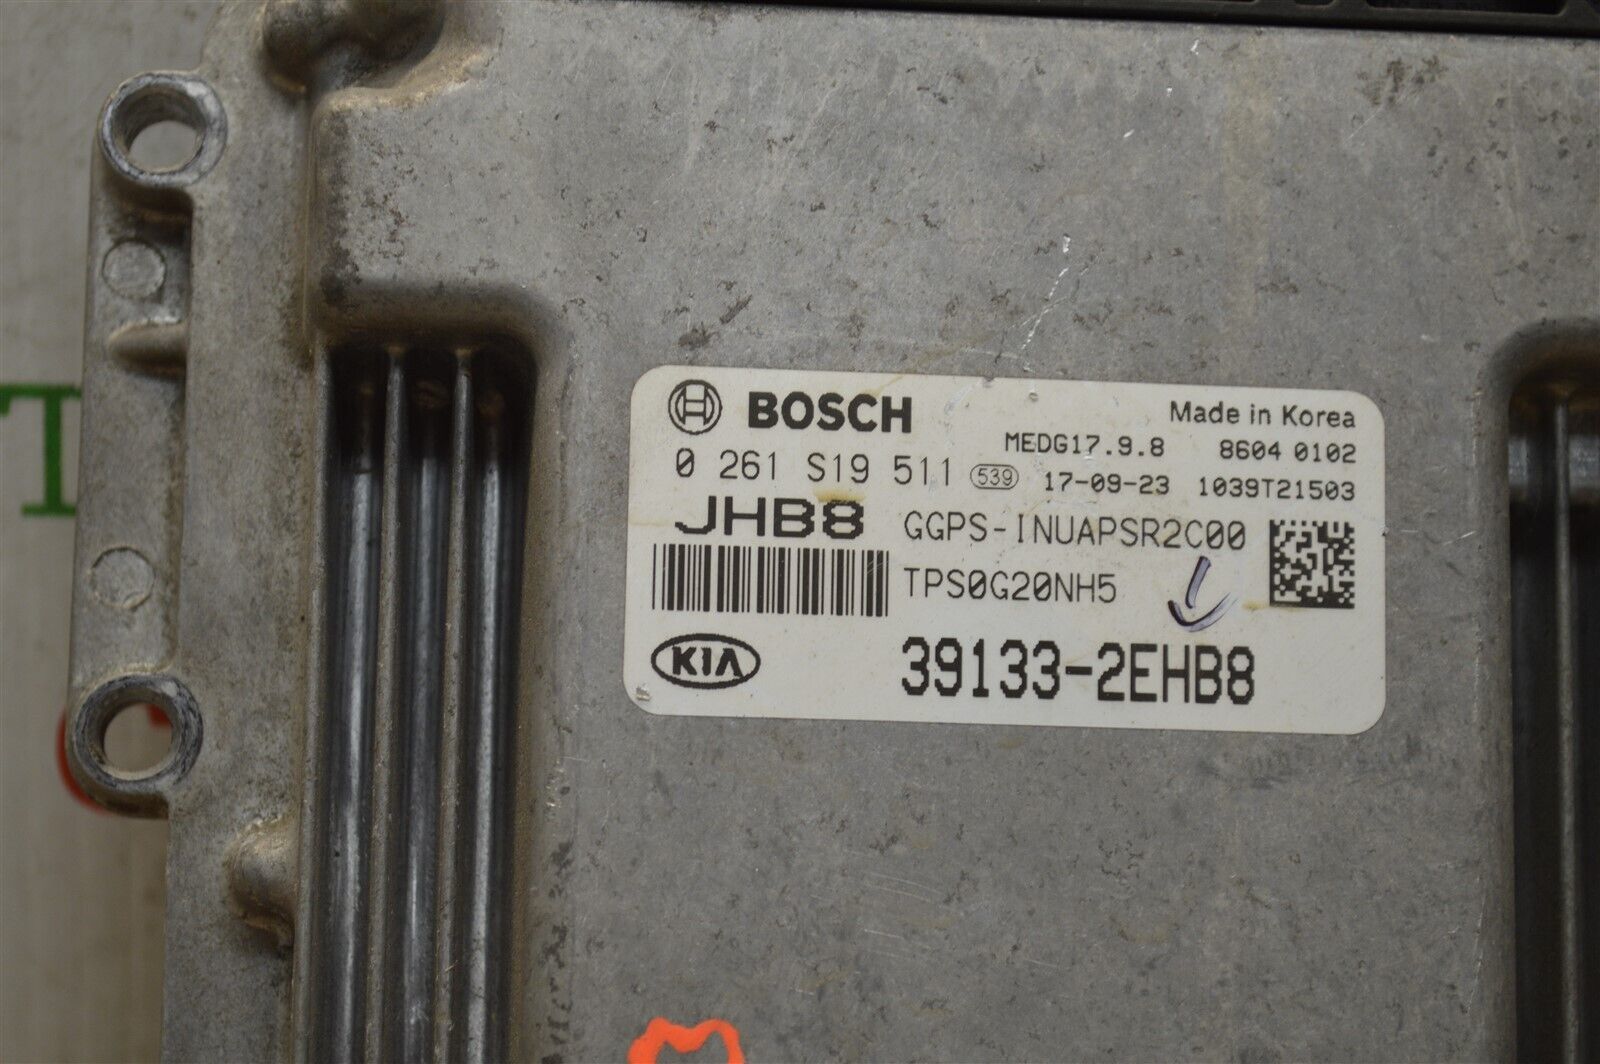 BOSCH
Made in Korea
MEDG17.9.8 8604 0102
0 261 S19 511 539 17-09-23 1039T21503
JHB8 GGPS-INUAPSR2C00
TPS0G20NH5
KIA 39133-2EHB8
T